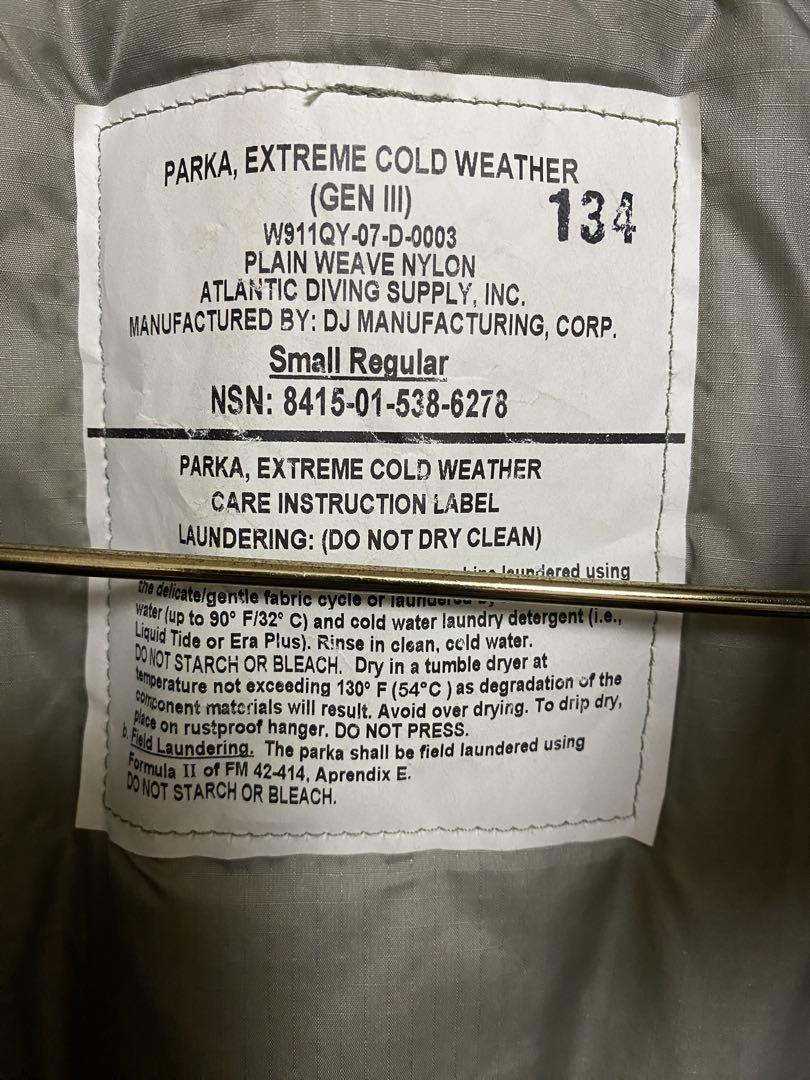 PARKA, EXTREME COLD WEATHER
(GEN III)
134
W911QY-07-D-0003
PLAIN WEAVE NYLON
ATLANTIC DIVING SUPPLY, INC.
MANUFACTURED BY: DJ MANUFACTURING, CORP.
Small Regular
NSN: 8415-01-538-6278
PARKA, EXTREME COLD WEATHER
CARE INSTRUCTION LABEL
LAUNDERING: (DO NOT DRY CLEAN)
laundered using
the delicate/gentle fabric cycle or
water (up to 90° F/32° C) and cold water laundry detergent (i.e.,
Liquid Tide or Era Plus). Rinse in clean, cold water.
DO NOT STARCH OR BLEACH. Dry in a tumble dryer at
temperature not exceeding 130° F (54°C ) as degradation of the
component materials will result. Avoid over drying. To drip dry,
place on rustproof hanger. DO NOT PRESS.
b. Field Laundering. The parka shall be field laundered using
Formula II of FM 42-414, Aprendix E.
DO NOT STARCH OR BLEACH.